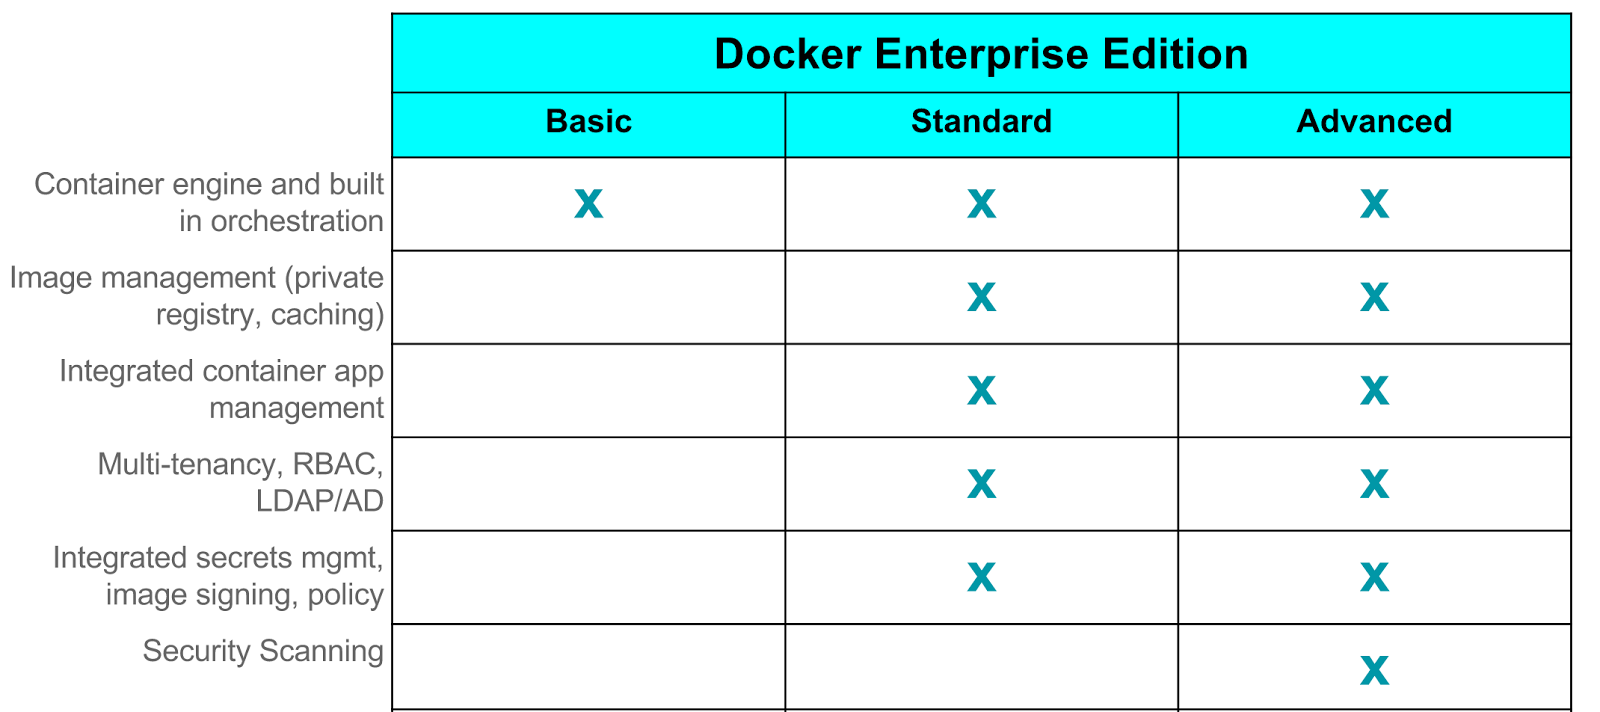 Docker Enterprise Edition
Basic Standard Advanced
Container engine and built
in orchestration
x x x
Image management (private
registry, caching)
x x
Integrated container app
management
x x
Multi-tenancy, RBAC,
LDAP/AD
x x
Integrated secrets mgmt,
image signing, policy
x x
Security Scanning
x